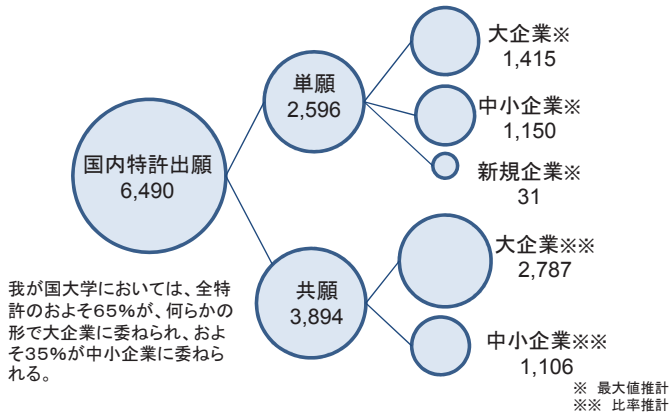 国内特許出願
6,490
単願
2,596
大企業※
1,415
中小企業※
1,150
新規企業※
31
共願
3,894
大企業※※
2,787
中小企業※※
1,106
我が国大学においては、全特
許のおよそ65%が、何らかの
形で大企業に委ねられ、およ
そ35%が中小企業に委ねら
れる。
※ 最大値推計
※※ 比率推計